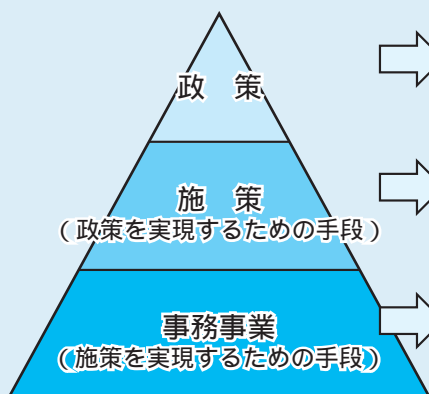 政　策
施　策
（政策を実現するための手段）
事務事業
（施策を実現するための手段）